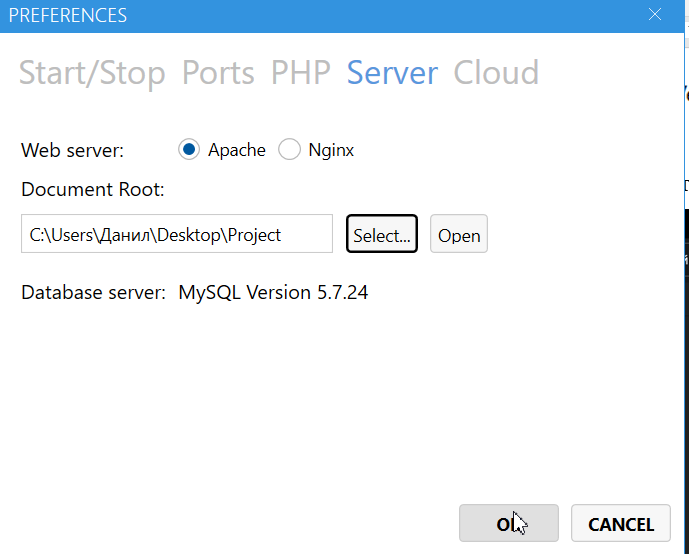 PREFERENCES
Start/Stop Ports PHP Server Cloud
Web server: Apache Nginx
Document Root:
C:\Users\Данил\Desktop\Project Select... Open
Database server: MySQL Version 5.7.24
CANCEL